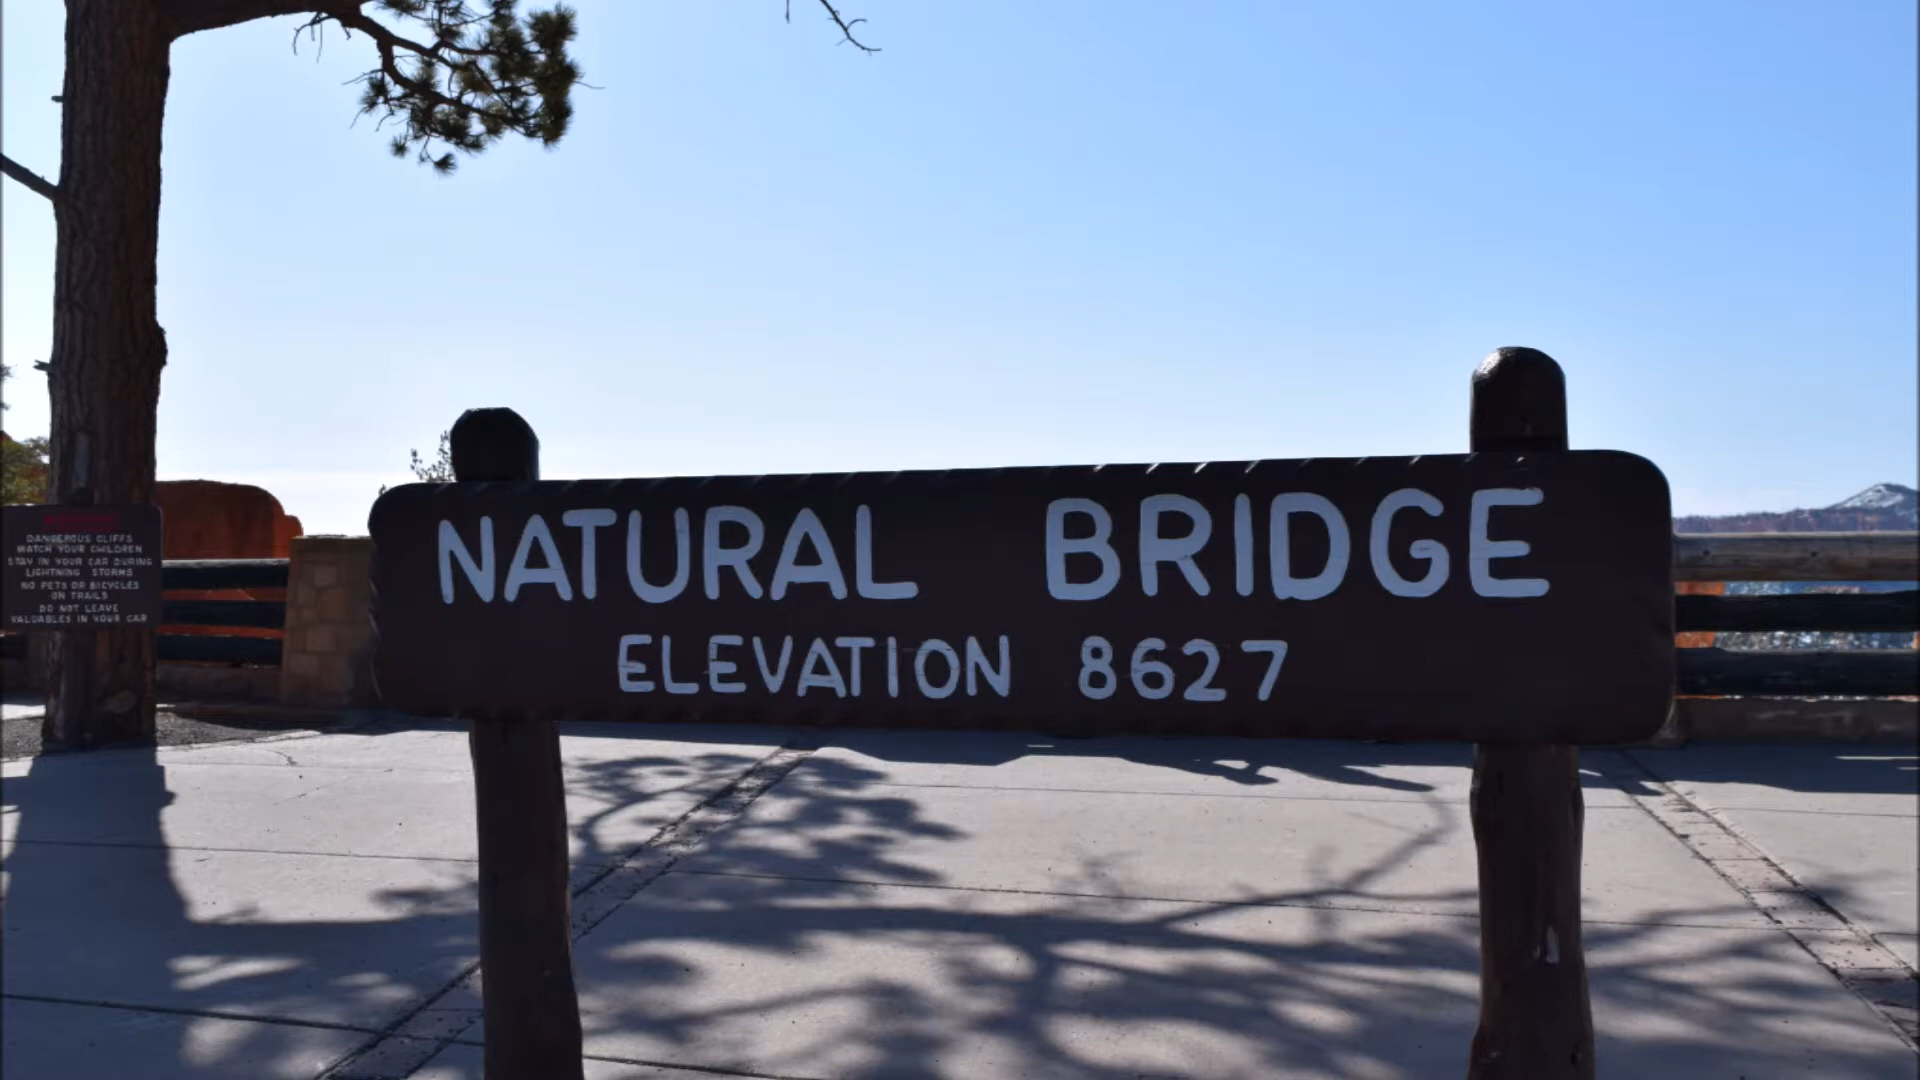 NATURAL BRIDGE
ELEVATION 8627
DANGEROUS CLIFFS
WATCH YOUR CHILDREN
STAY IN YOUR CAR DURING
LIGHTNING STORMS
NO PETS OR BICYCLES
ON TRAILS
DO NOT LEAVE
VALUABLES IN YOUR CAR